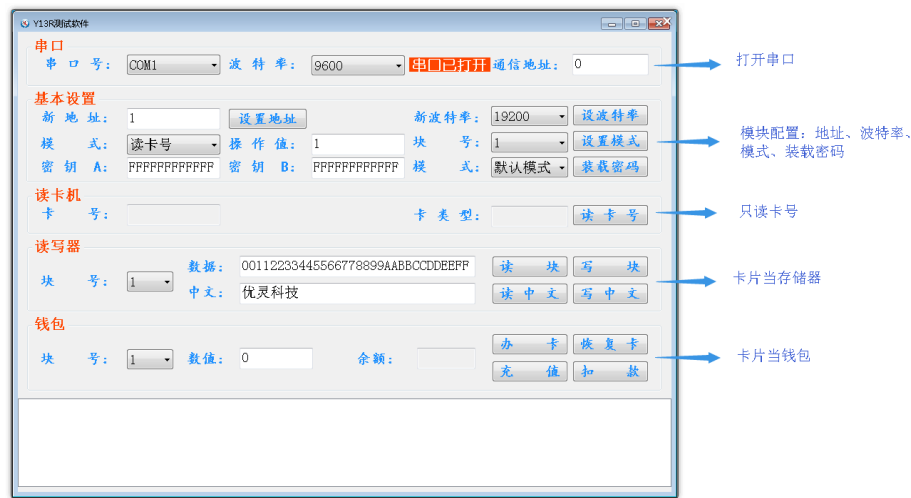 Y13R测试软件
串口
串 口 号: COM1 波 特 率: 9600 串口已打开 通信地址: 0
打开串口
基本设置
新 地 址: 1 设置地址 新波特率: 19200 设波特率
模 式: 读卡号 操 作 值: 1 块 号: 1 设置模式
密 钥 A: FFFFFFFFFFFF 密 钥 B: FFFFFFFFFFFF 模 式: 默认模式 装载密码
模块配置：地址、波特率、
模式、装载密码
读卡机
卡 号: 卡 类 型: 读 卡 号
只读卡号
读写器
块 号: 1 数据: 00112233445566778899AABBCCDDEEFF 读 块 写 块
中文: 优灵科技 读 中 文 写 中 文
卡片当存储器
钱包
块 号: 1 数值: 0 余额: 办 卡 恢 复 卡
充 值 扣 款
卡片当钱包